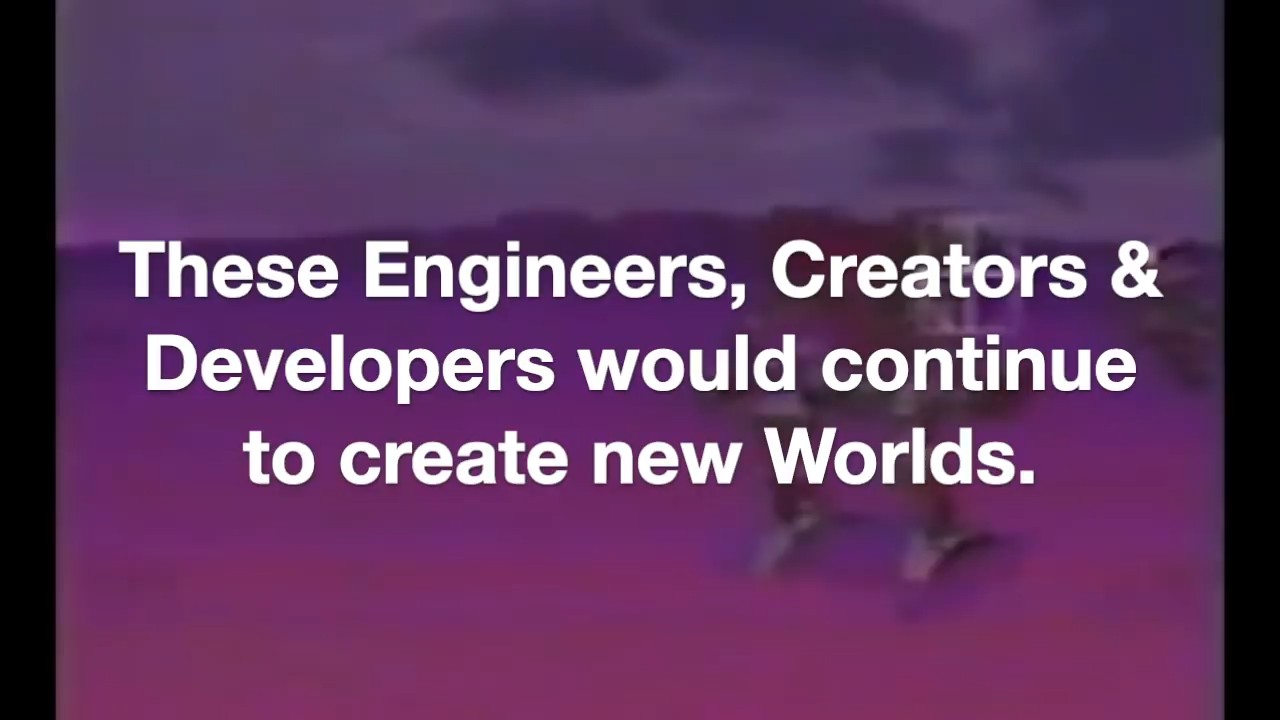 These Engineers, Creators &
Developers would continue
to create new Worlds.